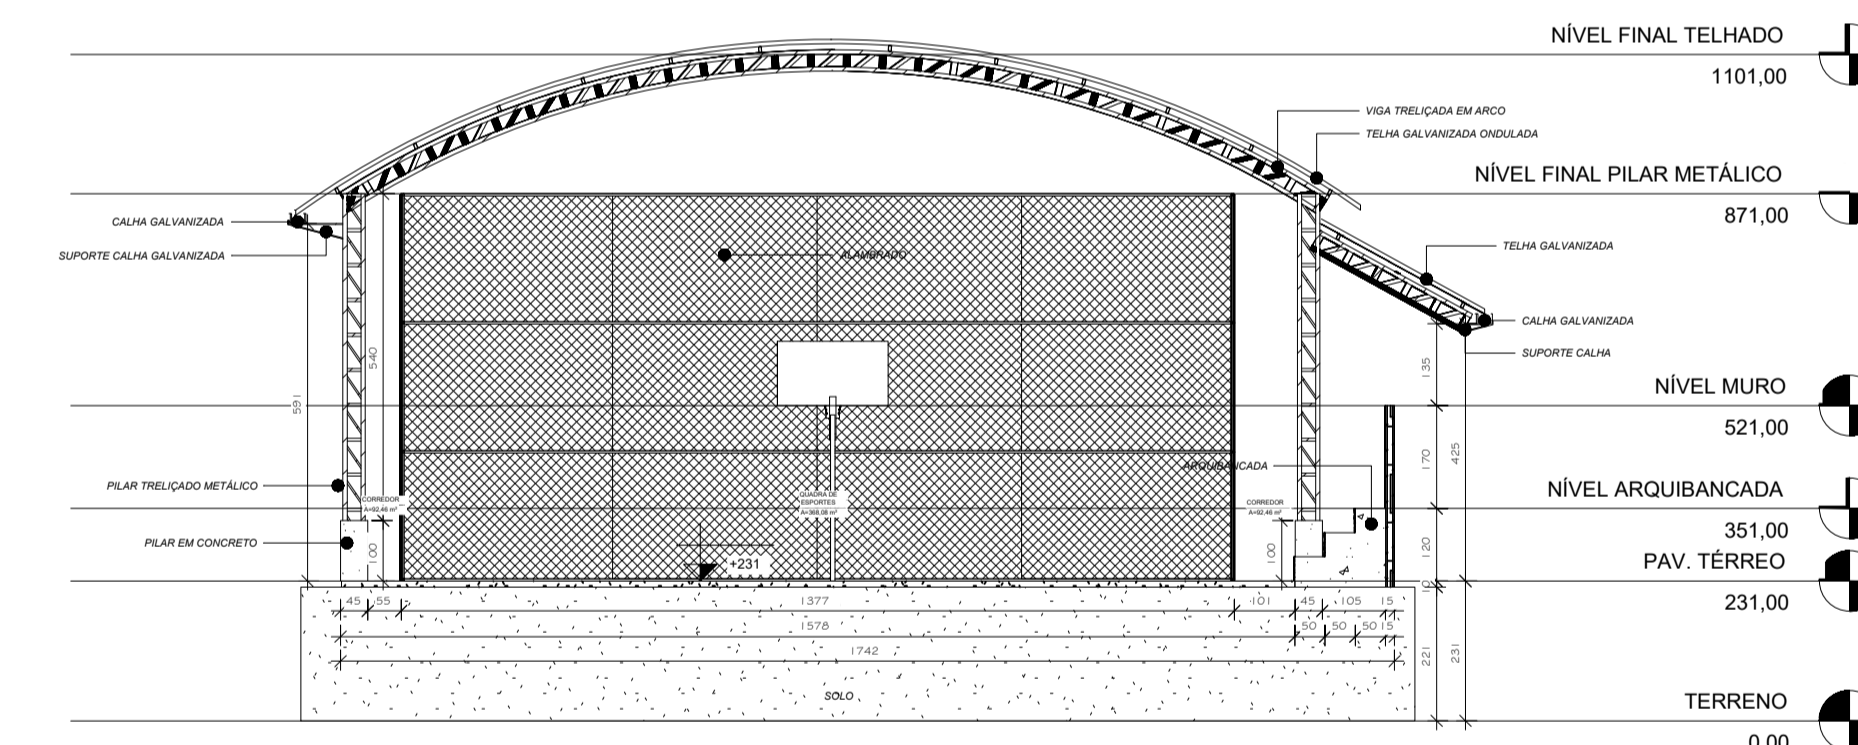 NÍVEL FINAL TELHADO
1101,00
VIGA TRELIÇADA EM ARCO
TELHA GALVANIZADA ONDULADA
NÍVEL FINAL PILAR METÁLICO
871,00
CALHA GALVANIZADA
SUPORTE CALHA GALVANIZADA
ALAMBRADO
TELHA GALVANIZADA
CALHA GALVANIZADA
SUPORTE CALHA
540
591
135
NÍVEL MURO
521,00
425
170
ARQUIBANCADA
PILAR TRELIÇADO METÁLICO
CORREDOR
A=92,46 m²
QUADRA DE
ESPORTES
A=368,08 m²
CORREDOR
A=92,46 m²
NÍVEL ARQUIBANCADA
351,00
PILAR EM CONCRETO
100
100
120
+231
PAV. TÉRREO
231,00
10
45 55 1377 101 45 105 15
1578 50 50 50 15
1742
221
231
SOLO
TERRENO
0,00